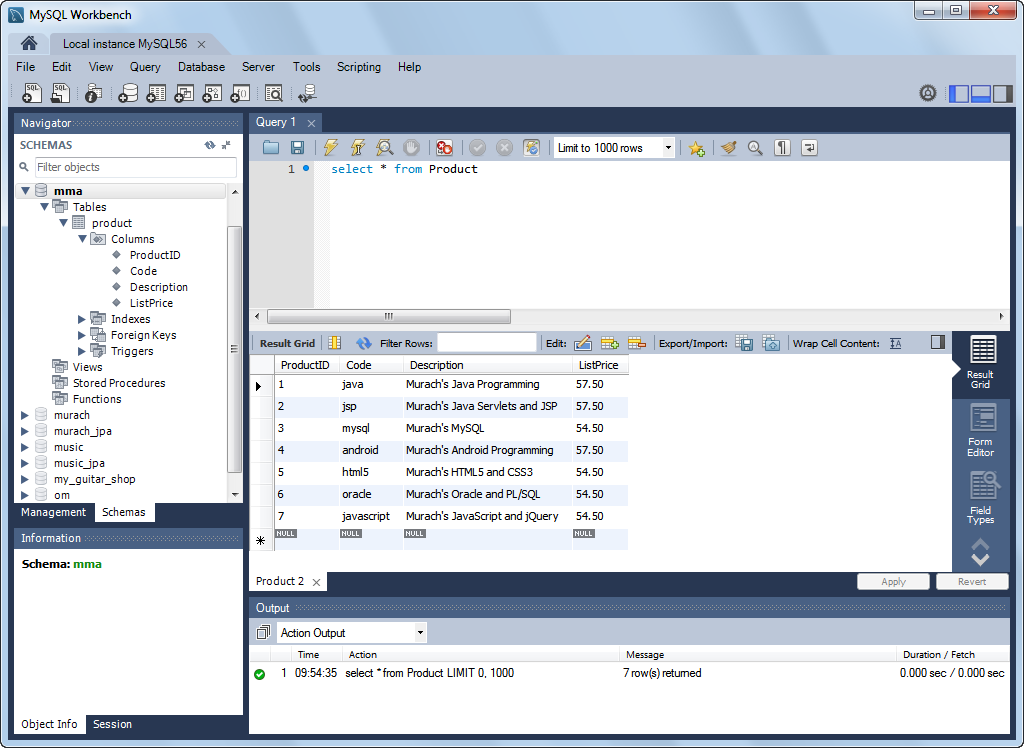 MySQL Workbench
Local instance MySQL56
File Edit View Query Database Server Tools Scripting Help
Navigator
SCHEMAS
Filter objects
mma
Tables
product
Columns
ProductID
Code
Description
ListPrice
Indexes
Foreign Keys
Triggers
Views
Stored Procedures
Functions
murach
murach_jpa
music
music_jpa
my_guitar_shop
om
Management Schemas
Information
Schema: mma
Object Info Session
Query 1
Limit to 1000 rows
1 select * from Product
Result Grid Filter Rows: Edit: Export/Import: Wrap Cell Content:
ProductID Code Description ListPrice
1 java Murach's Java Programming 57.50
2 jsp Murach's Java Servlets and JSP 57.50
3 mysql Murach's MySQL 54.50
4 android Murach's Android Programming 57.50
5 html5 Murach's HTML5 and CSS3 54.50
6 oracle Murach's Oracle and PL/SQL 54.50
7 javascript Murach's JavaScript and jQuery 54.50
NULL NULL NULL NULL
Result
Grid
Form
Editor
Field
Types
Product 2 Apply Revert
Output
Action Output
Time Action Message Duration / Fetch
1 09:54:35 select * from Product LIMIT 0, 1000 7 row(s) returned 0.000 sec / 0.000 sec